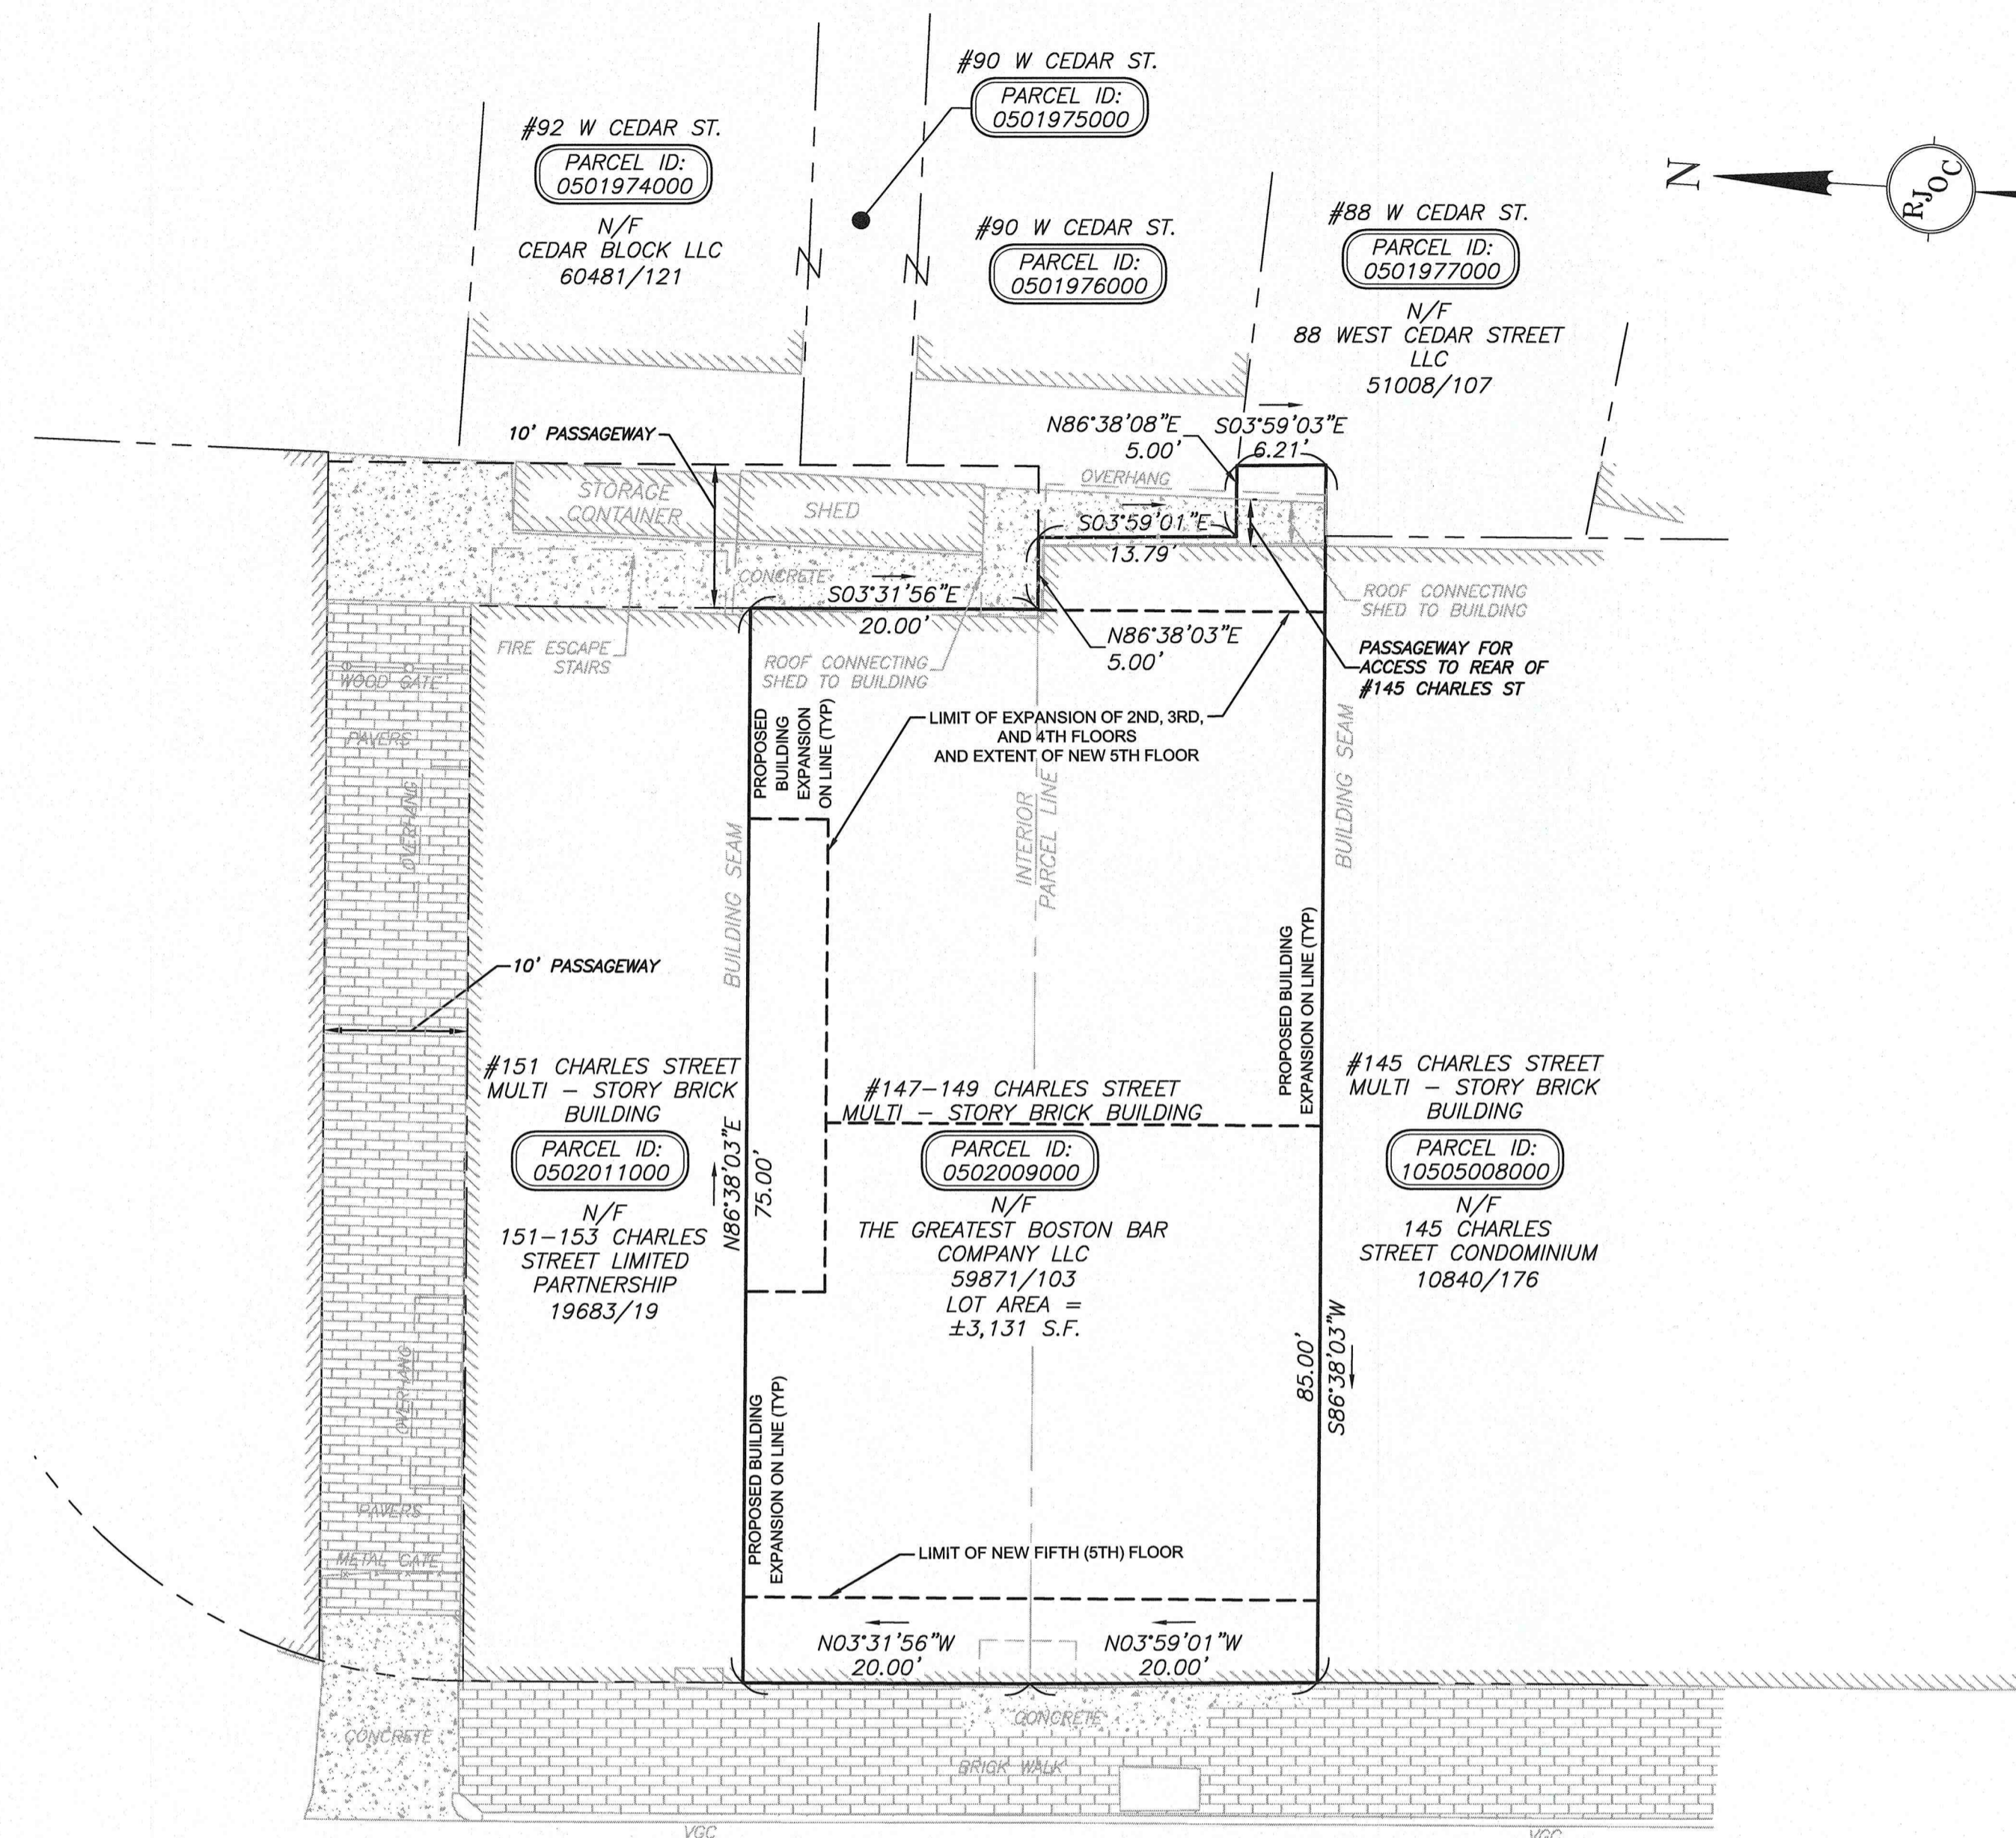 #90 W CEDAR ST.
PARCEL ID:
0501975000
#92 W CEDAR ST.
PARCEL ID:
0501974000
N/F
CEDAR BLOCK LLC
60481/121
#90 W CEDAR ST.
PARCEL ID:
0501976000
#88 W CEDAR ST.
PARCEL ID:
0501977000
N/F
88 WEST CEDAR STREET
LLC
51008/107
N
RJOC
10' PASSAGEWAY
N86°38'08"E
5.00'
S03°59'03"E
6.21'
OVERHANG
STORAGE
CONTAINER
SHED
S03°59'01"E
13.79'
CONCRETE
S03°31'56"E
20.00'
FIRE ESCAPE
STAIRS
ROOF CONNECTING
SHED TO BUILDING
N86°38'03"E
5.00'
ROOF CONNECTING
SHED TO BUILDING
PASSAGEWAY FOR
ACCESS TO REAR OF
#145 CHARLES ST
WOOD GATE
PAVERS
OVERHANG
PROPOSED
BUILDING
EXPANSION
ON LINE (TYP)
LIMIT OF EXPANSION OF 2ND, 3RD,
AND 4TH FLOORS
AND EXTENT OF NEW 5TH FLOOR
INTERIOR
PARCEL LINE
BUILDING SEAM
BUILDING SEAM
10' PASSAGEWAY
PROPOSED BUILDING
EXPANSION ON LINE (TYP)
#151 CHARLES STREET
MULTI - STORY BRICK
BUILDING
PARCEL ID:
0502011000
N/F
151-153 CHARLES
STREET LIMITED
PARTNERSHIP
19683/19
N86°38'03"E
75.00'
#147-149 CHARLES STREET
MULTI - STORY BRICK BUILDING
PARCEL ID:
0502009000
N/F
THE GREATEST BOSTON BAR
COMPANY LLC
59871/103
LOT AREA =
±3,131 S.F.
#145 CHARLES STREET
MULTI - STORY BRICK
BUILDING
PARCEL ID:
10505008000
N/F
145 CHARLES
STREET CONDOMINIUM
10840/176
85.00'
S86°38'03"W
OVERHANG
PAVERS
METAL GATE
PROPOSED BUILDING
EXPANSION ON LINE (TYP)
LIMIT OF NEW FIFTH (5TH) FLOOR
N03°31'56"W
20.00'
N03°59'01"W
20.00'
CONCRETE
CONCRETE
BRICK WALK
VGC
VGC